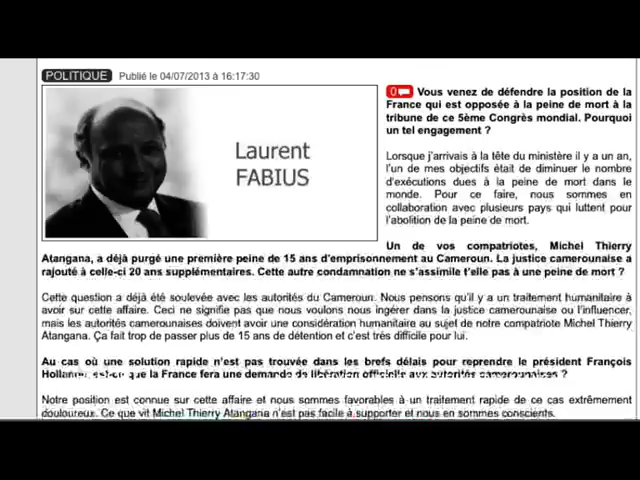 POLITIQUE Publié le 04/07/2013 à 16:17:30
Laurent
FABIUS
0 Vous venez de défendre la position de la
France qui est opposée à la peine de mort à la
tribune de ce 5ème Congrès mondial. Pourquoi
un tel engagement ?
Lorsque j'arrivais à la tête du ministère il y a un an,
l'un de mes objectifs était de diminuer le nombre
d'exécutions dues à la peine de mort dans le
monde. Pour ce faire, nous sommes en
collaboration avec plusieurs pays qui luttent pour
l'abolition de la peine de mort.
Un de vos compatriotes, Michel Thierry
Atangana, a déjà purgé une première peine de 15 ans d'emprisonnement au Cameroun. La justice camerounaise a
rajouté à celle-ci 20 ans supplémentaires. Cette autre condamnation ne s'assimile t'elle pas à une peine de mort ?
Cette question a déjà été soulevée avec les autorités du Cameroun. Nous pensons qu'il y a un traitement humanitaire à
avoir sur cette affaire. Ceci ne signifie pas que nous voulons nous ingérer dans la justice camerounaise ou l'influencer,
mais les autorités camerounaises doivent avoir une considération humanitaire au sujet de notre compatriote Michel Thierry
Atangana. Ça fait trop de passer plus de 15 ans de détention et c'est très difficile pour lui.
Au cas où une solution rapide n'est pas trouvée dans les brefs délais pour reprendre le président François
Hollande, est-ce que la France fera une demande de libération officielle aux autorités camerounaises ?
Notre position est connue sur cette affaire et nous sommes favorables à un traitement rapide de ce cas extrêmement
douloureux. Ce que vit Michel Thierry Atangana n'est pas facile à supporter et nous en sommes conscients.